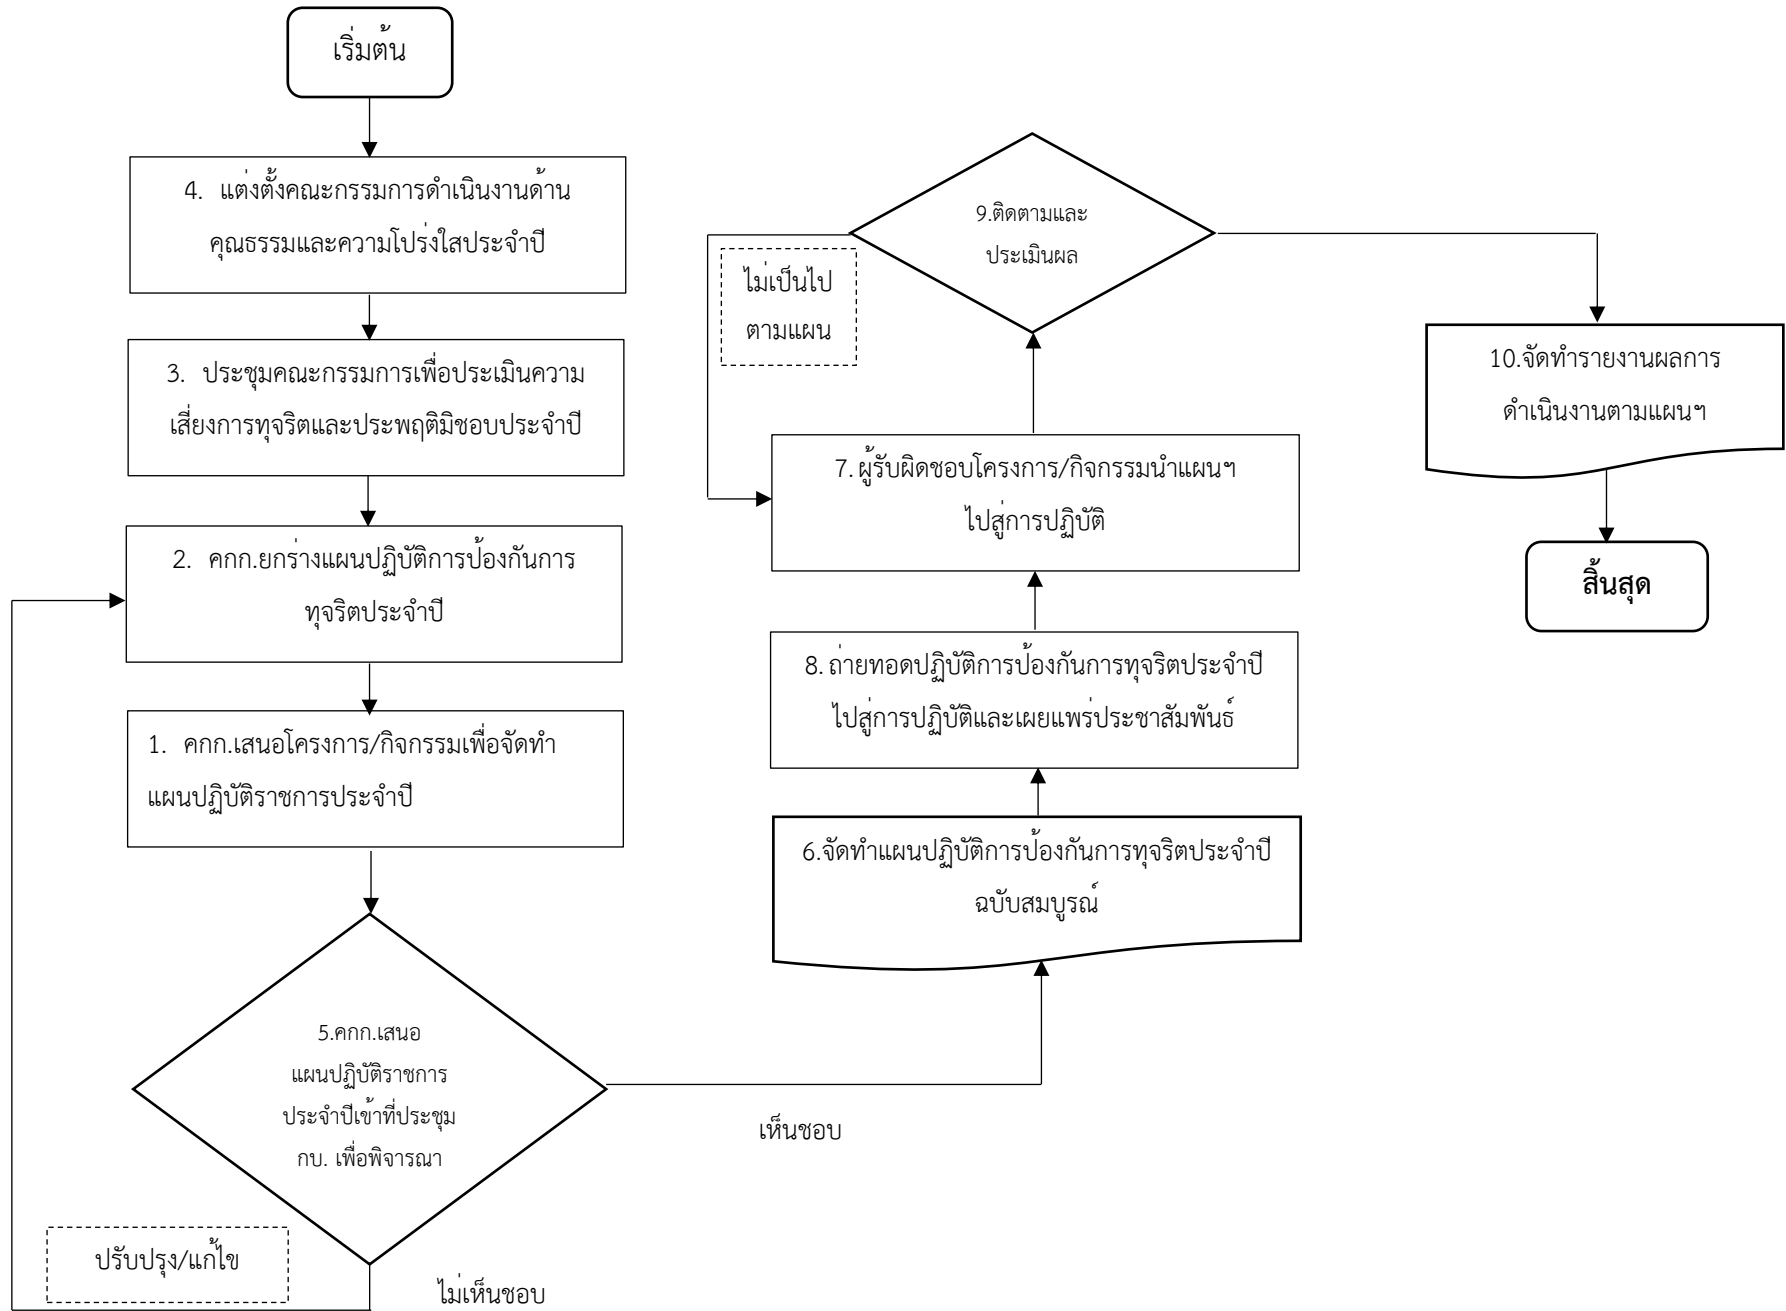 เริ่มต้น
4. แต่งตั้งคณะกรรมการดำเนินงานด้าน
คุณธรรมและความโปร่งใสประจำปี
3. ประชุมคณะกรรมการเพื่อประเมินความ
เสี่ยงการทุจริตและประพฤติมิชอบประจำปี
2. คกก.ยกร่างแผนปฏิบัติการป้องกันการ
ทุจริตประจำปี
1. คกก.เสนอโครงการ/กิจกรรมเพื่อจัดทำ
แผนปฏิบัติราชการประจำปี
5.คกก.เสนอ
แผนปฏิบัติราชการ
ประจำปีเข้าที่ประชุม
กบ. เพื่อพิจารณา
ปรับปรุง/แก้ไข
ไม่เห็นชอบ
เห็นชอบ
6.จัดทำแผนปฏิบัติการป้องกันการทุจริตประจำปี
ฉบับสมบูรณ์
8. ถ่ายทอดปฏิบัติการป้องกันการทุจริตประจำปี
ไปสู่การปฏิบัติและเผยแพร่ประชาสัมพันธ์
7. ผู้รับผิดชอบโครงการ/กิจกรรมนำแผนฯ
ไปสู่การปฏิบัติ
9.ติดตามและ
ประเมินผล
ไม่เป็นไป
ตามแผน
10.จัดทำรายงานผลการ
ดำเนินงานตามแผนฯ
สิ้นสุด